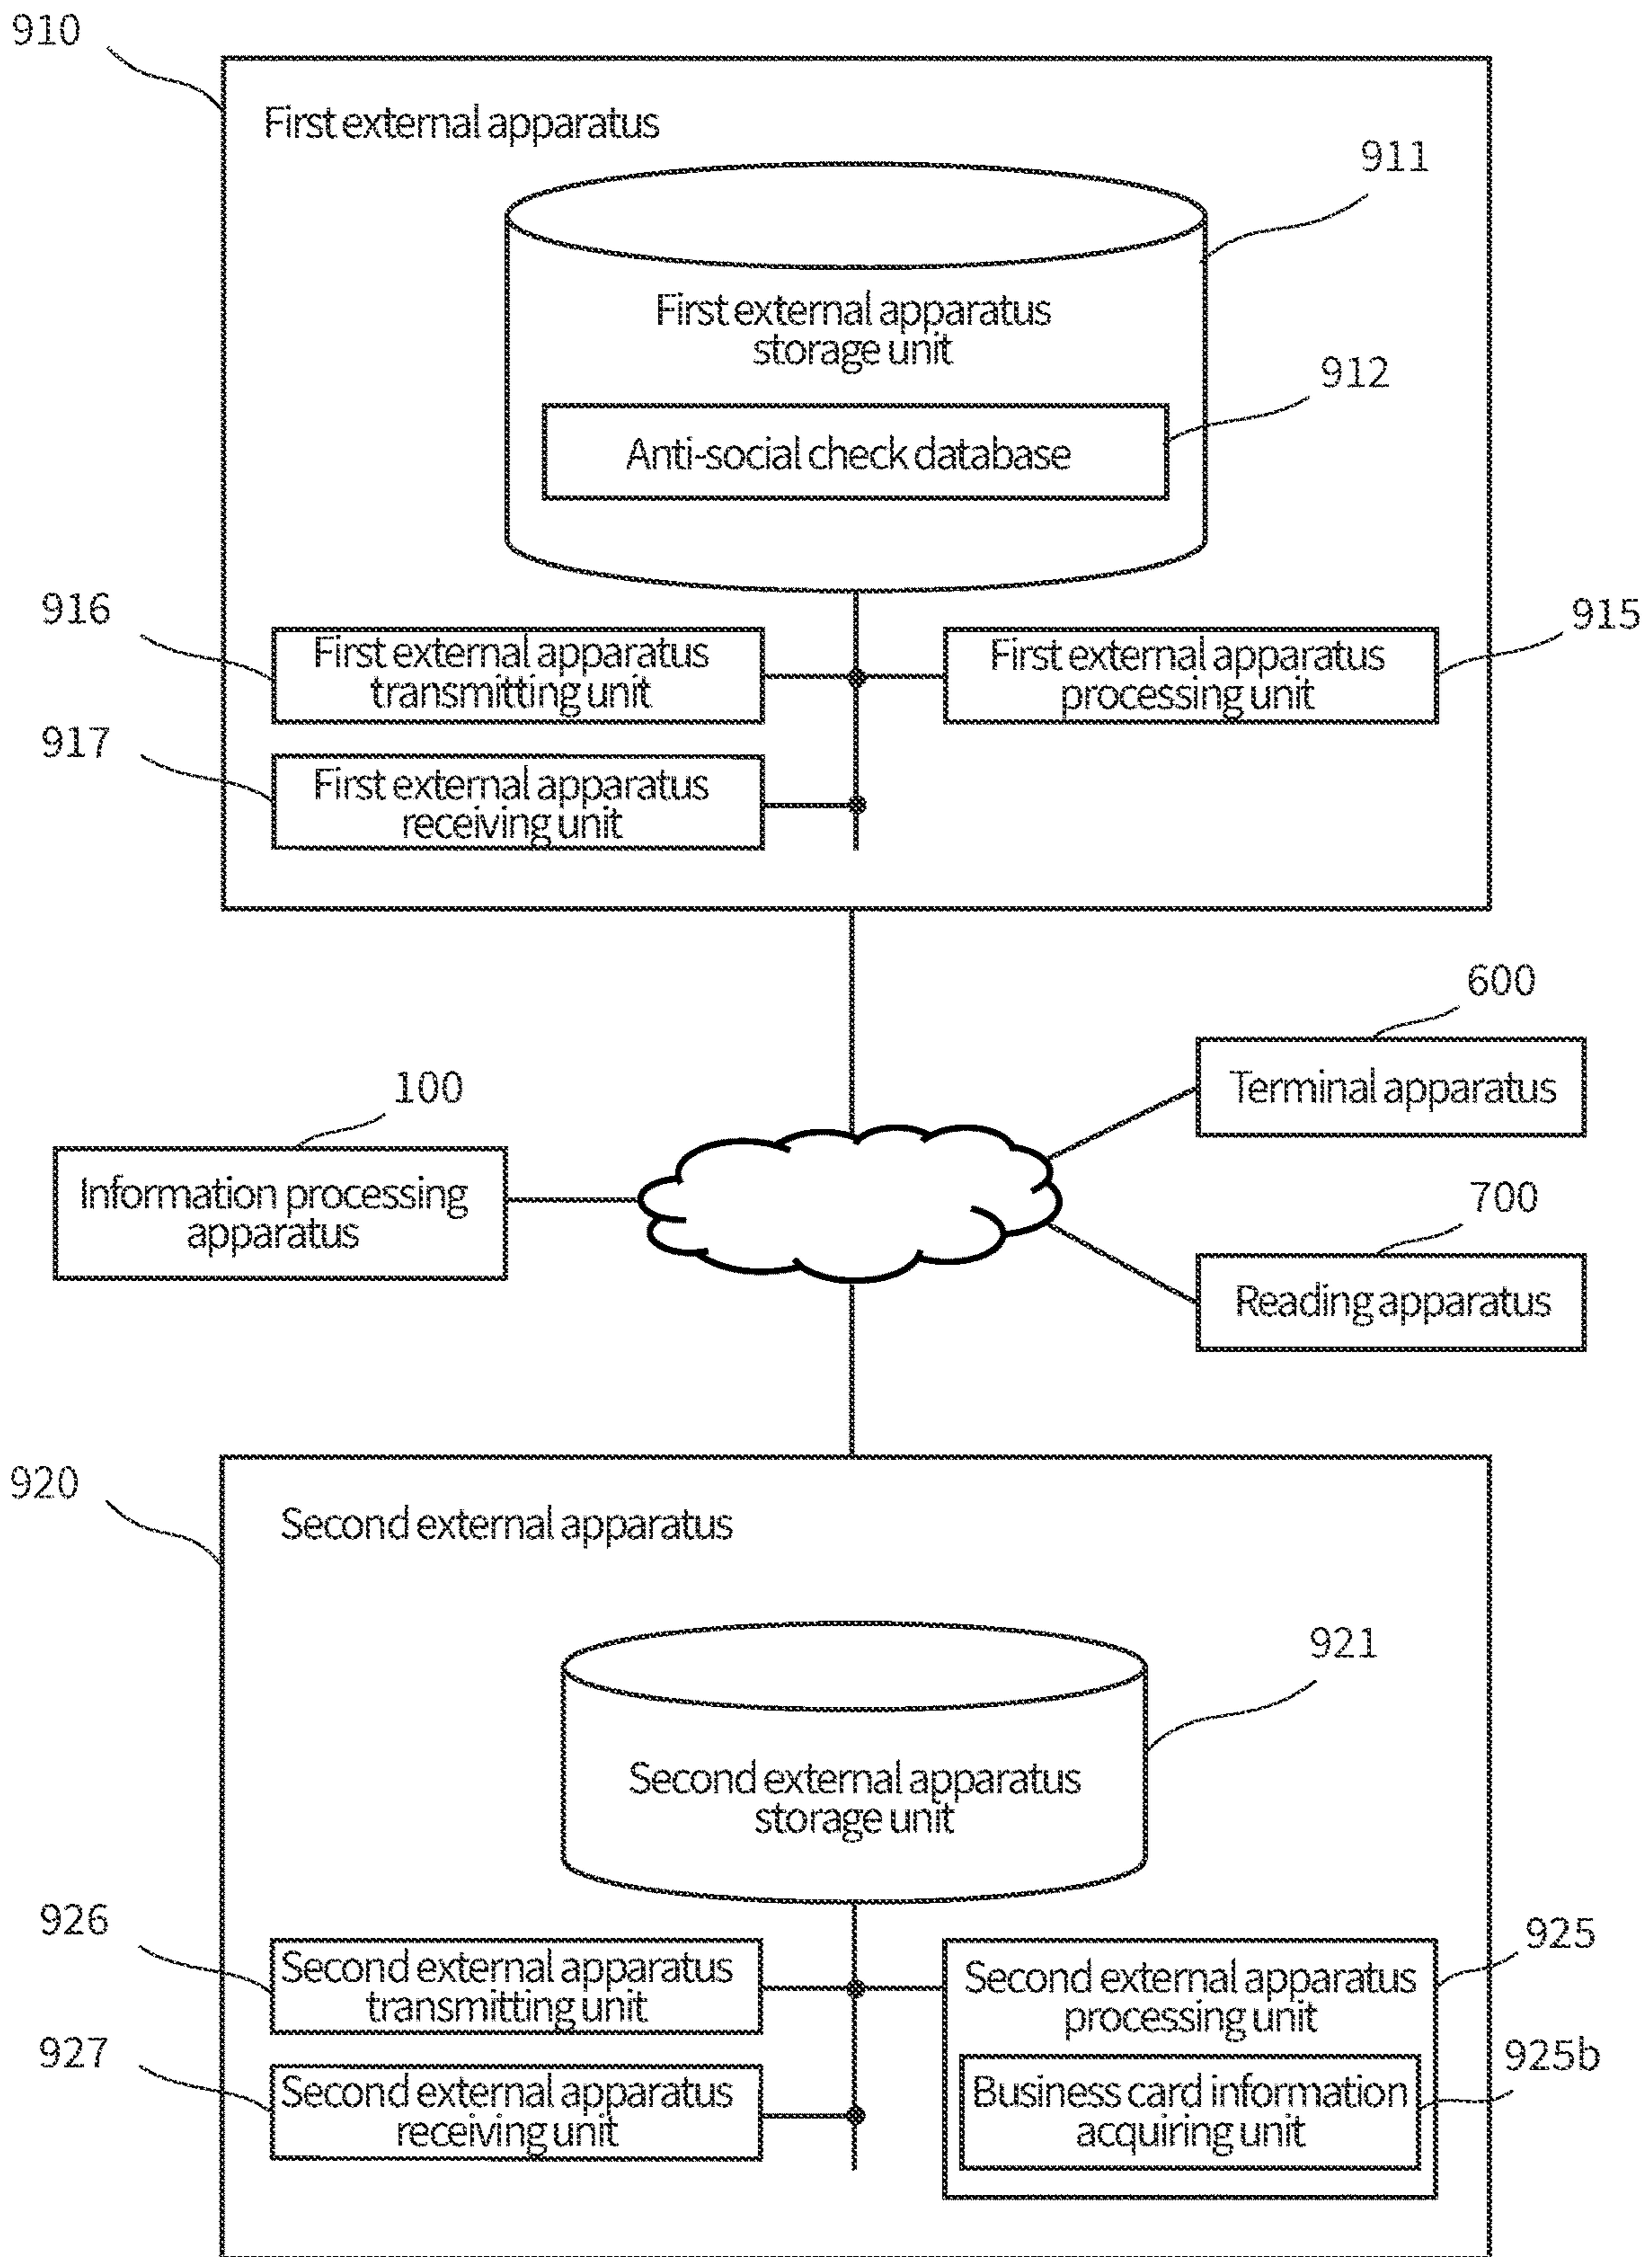 910
First external apparatus
911
First external apparatus
storage unit
912
Anti-social check database
916
First external apparatus
transmitting unit
915
First external apparatus
processing unit
917
First external apparatus
receiving unit
600
Terminal apparatus
100
Information processing
apparatus
700
Reading apparatus
920
Second external apparatus
921
Second external apparatus
storage unit
926
Second external apparatus
transmitting unit
925
Second external apparatus
processing unit
927
Second external apparatus
receiving unit
925b
Business card information
acquiring unit